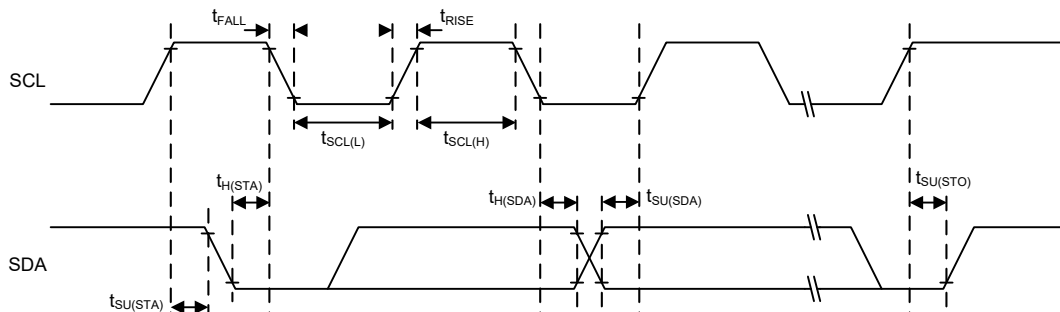 tFALL
tRISE
SCL
tSCL(L)
tSCL(H)
tH(STA)
tH(SDA)
tSU(SDA)
tSU(STO)
SDA
tSU(STA)